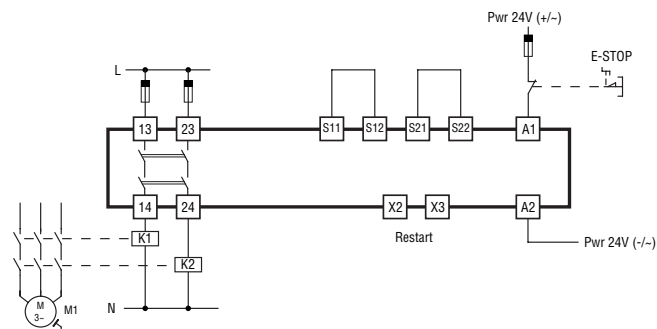 Pwr 24V (+/~)
E-STOP
L
13
23
S11
S12
S21
S22
A1
14
24
X2
X3
A2
K1
Restart
Pwr 24V (-/~)
K2
M
3~
M1
N